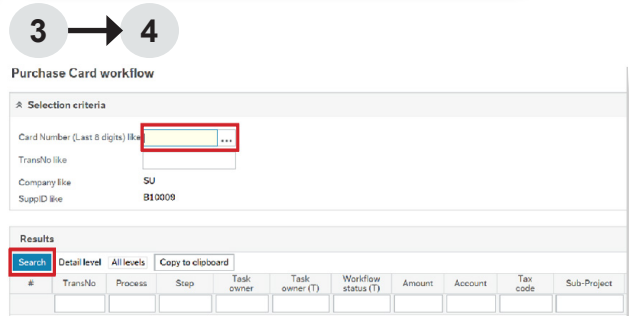 3 4
Purchase Card workflow
Selection criteria
Card Number (Last 8 digits) like
...
TransNo like
Company like SU
SuppID like B10009
Results
Search Detail level All levels Copy to clipboard
# TransNo Process Step Task owner Task owner (T) Workflow status (T) Amount Account Tax code Sub-Project